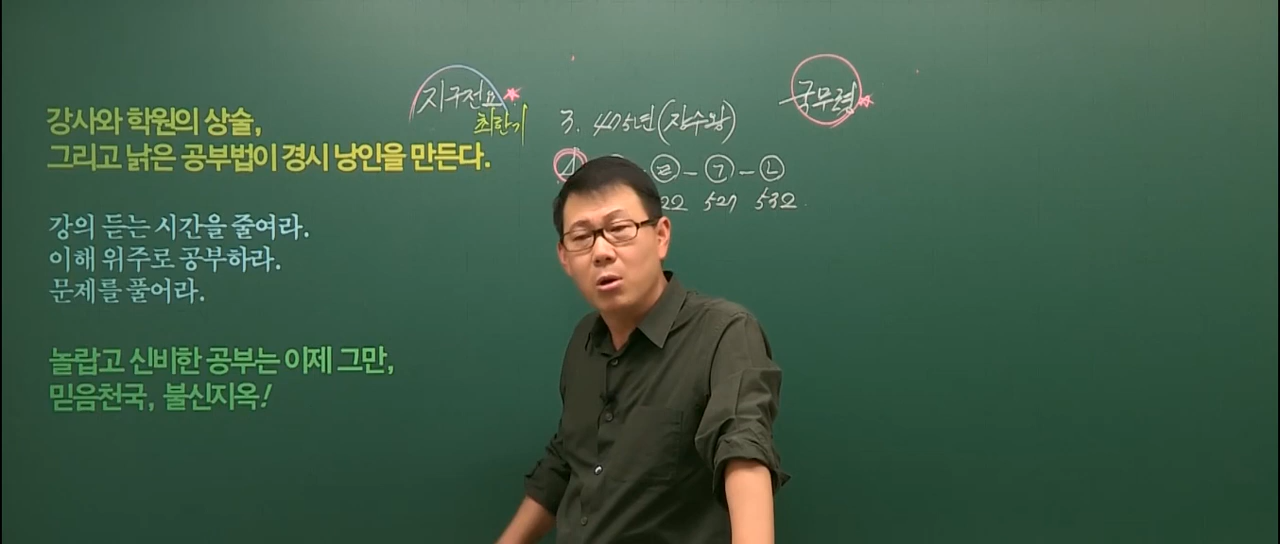 강사와 학원의 상술,
그리고 낡은 공부법이 경시 낭인을 만든다.
강의 듣는 시간을 줄여라.
이해 위주로 공부하라.
문제를 풀어라.
놀랍고 신비한 공부는 이제 그만,
믿음천국, 불신지옥!
지구전요
최한기
3. 475년(장수왕)
㉣ - ㉠ - ㉡
22 527 532
국무령